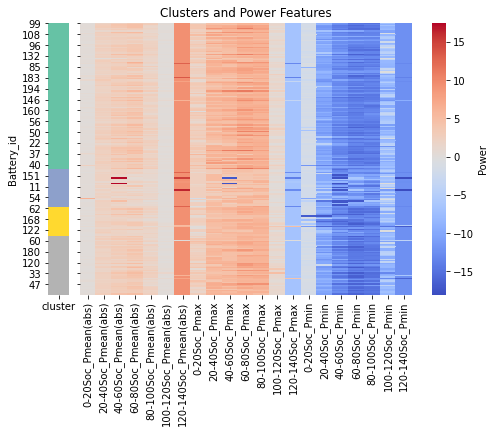 Clusters and Power Features
Battery_id
99
108
96
132
85
183
194
146
160
56
50
22
37
40
151
11
54
62
168
122
60
180
120
33
47
cluster
0-20Soc_Pmean(abs)
20-40Soc_Pmean(abs)
40-60Soc_Pmean(abs)
60-80Soc_Pmean(abs)
80-100Soc_Pmean(abs)
100-120Soc_Pmean(abs)
120-140Soc_Pmean(abs)
0-20Soc_Pmax
20-40Soc_Pmax
40-60Soc_Pmax
60-80Soc_Pmax
80-100Soc_Pmax
100-120Soc_Pmax
120-140Soc_Pmax
0-20Soc_Pmin
20-40Soc_Pmin
40-60Soc_Pmin
60-80Soc_Pmin
80-100Soc_Pmin
100-120Soc_Pmin
120-140Soc_Pmin
15
10
5
0
−5
−10
−15
Power